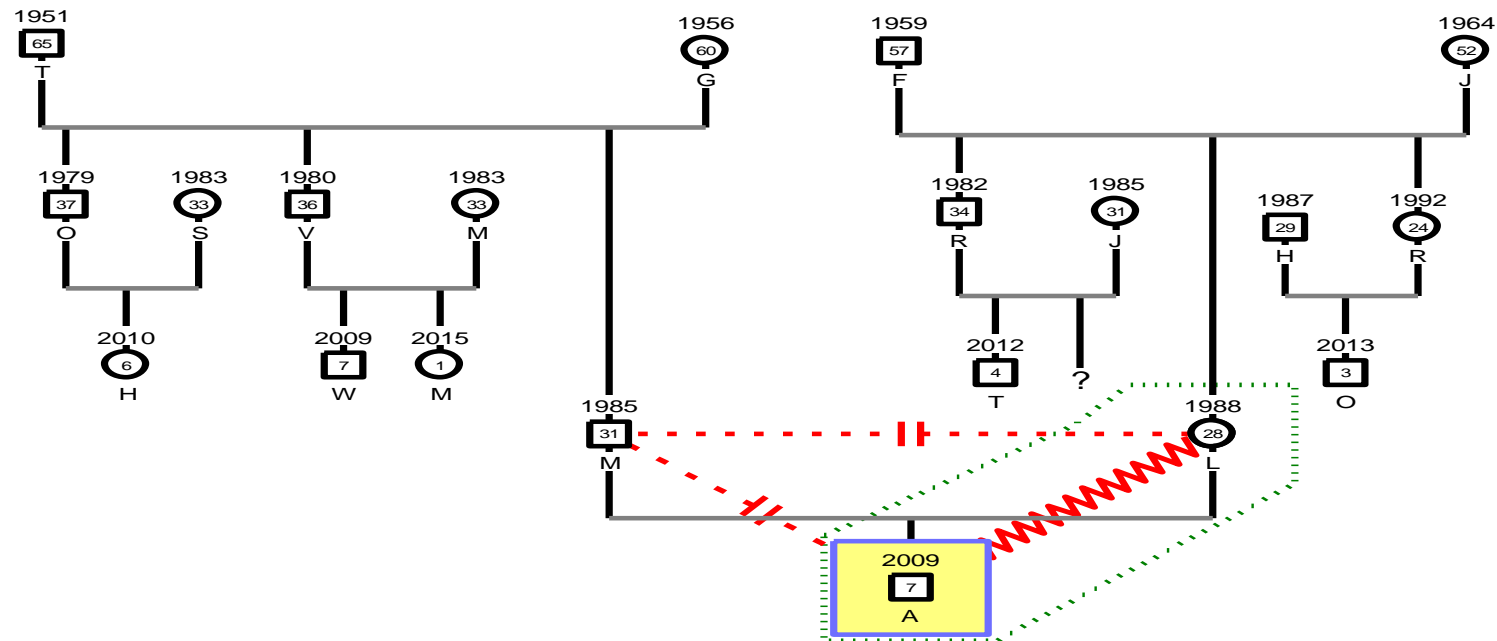 1951 1956 1959 1964
65 60 57 52
T G F J
1979 1983 1980 1983 1982 1985 1987 1992
37 33 36 33 34 31 29 24
O S V M R J H R
2010 2009 2015 2012 2013
6 7 1 4 ? 3
H W M T O
1985 1988
31 28
M L
2009
7
A